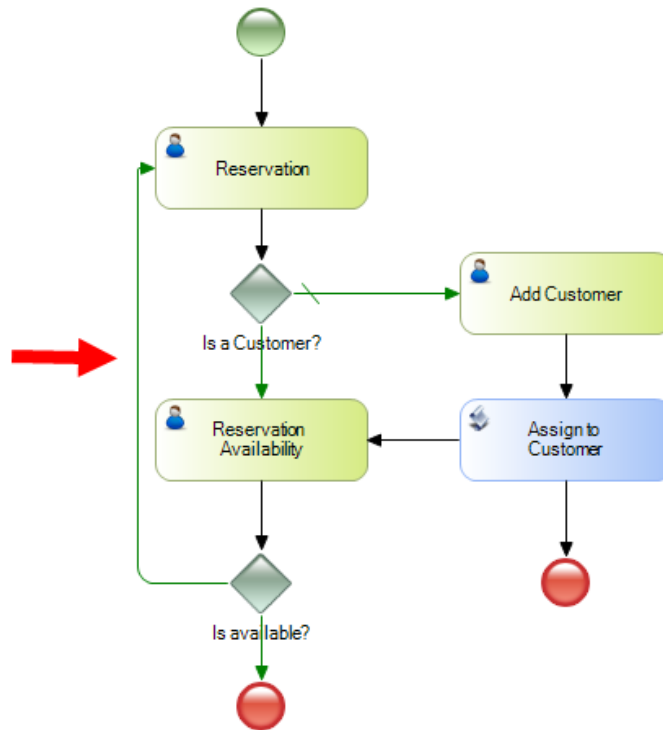 Reservation
Add Customer
Is a Customer?
Reservation
Availability
Assign to
Customer
Is available?